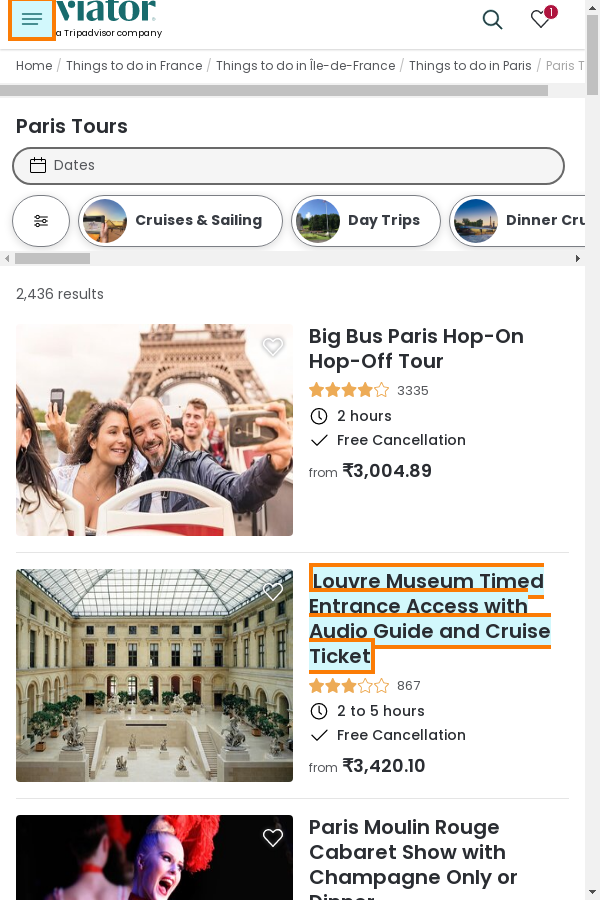 viator
a Tripadvisor company
1
Home / Things to do in France / Things to do in Île-de-France / Things to do in Paris / Paris T
Paris Tours
Dates
Cruises & Sailing
Day Trips
Dinner Cru
2,436 results
Big Bus Paris Hop-On
Hop-Off Tour
3335
2 hours
Free Cancellation
from ₹3,004.89
Louvre Museum Timed
Entrance Access with
Audio Guide and Cruise
Ticket
867
2 to 5 hours
Free Cancellation
from ₹3,420.10
Paris Moulin Rouge
Cabaret Show with
Champagne Only or
Dinner